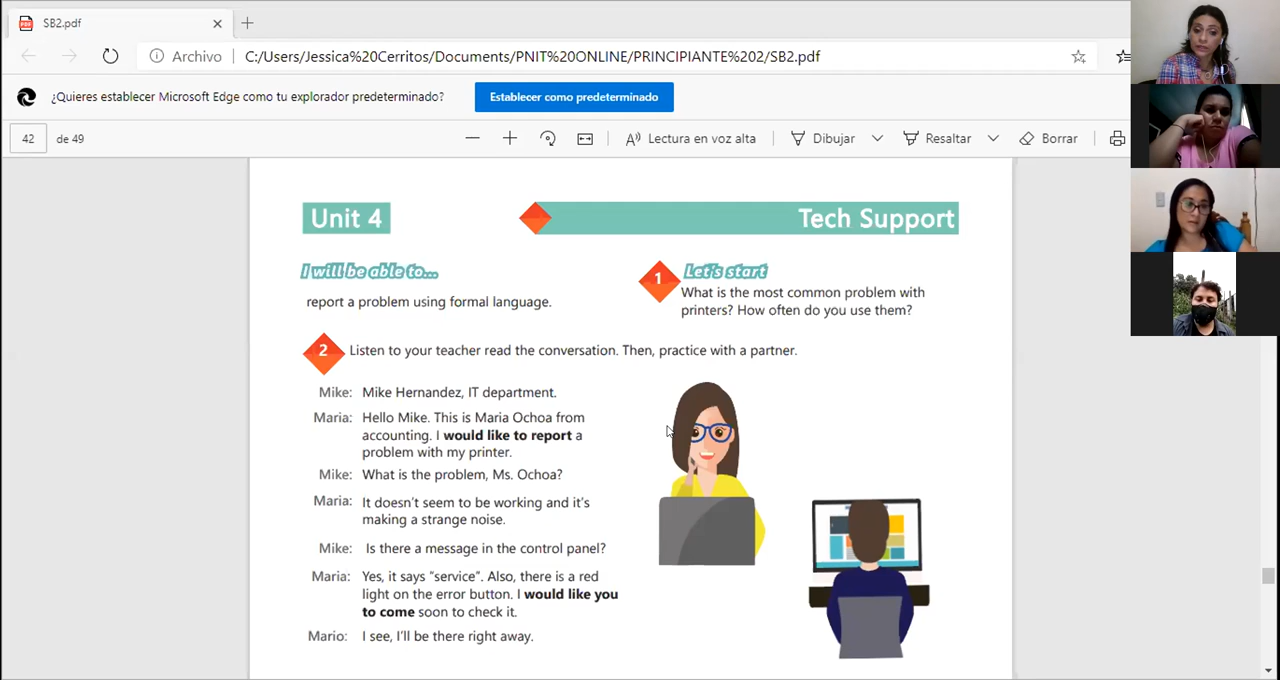 SB2.pdf
Archivo
C:/Users/Jessica%20Cerritos/Documents/PNIT%20ONLINE/PRINCIPIANTE%202/SB2.pdf
¿Quieres establecer Microsoft Edge como tu explorador predeterminado?
Establecer como predeterminado
42 de 49
Lectura en voz alta
Dibujar
Resaltar
Borrar
Unit 4
Tech Support
I will be able to...
report a problem using formal language.
1 Let's start
What is the most common problem with
printers? How often do you use them?
2 Listen to your teacher read the conversation. Then, practice with a partner.
Mike: Mike Hernandez, IT department.
Maria: Hello Mike. This is Maria Ochoa from
accounting. I would like to report a
problem with my printer.
Mike: What is the problem, Ms. Ochoa?
Maria: It doesn't seem to be working and it's
making a strange noise.
Mike: Is there a message in the control panel?
Maria: Yes, it says "service". Also, there is a red
light on the error button. I would like you
to come soon to check it.
Mario: I see, I'll be there right away.